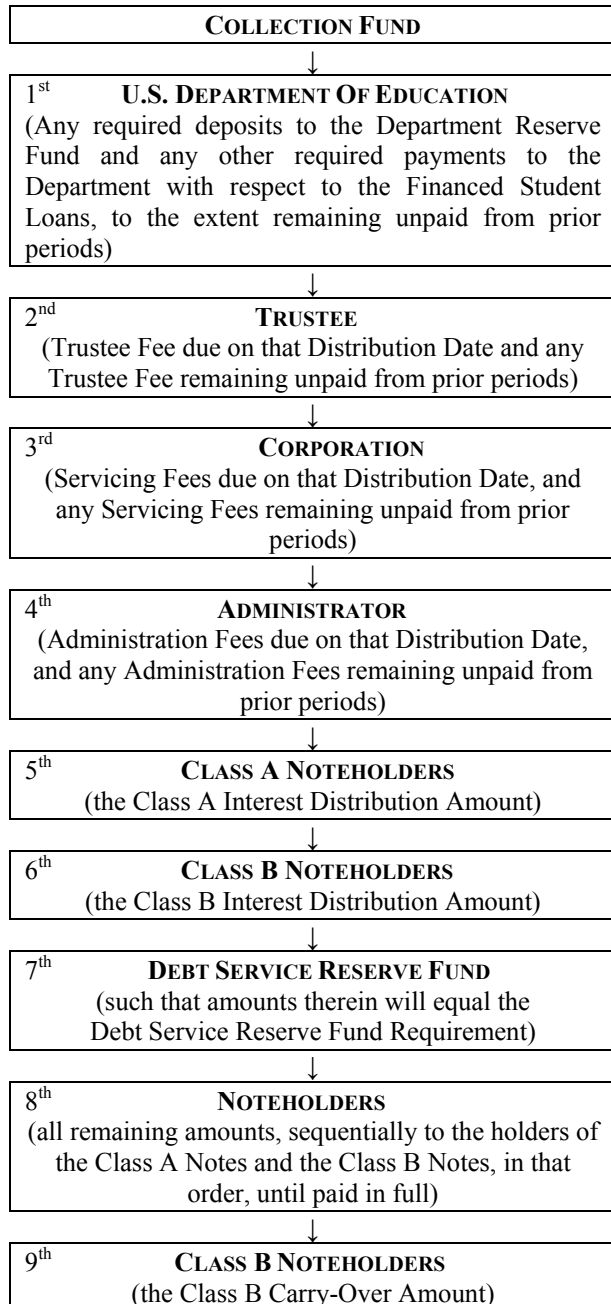 COLLECTION FUND
↓
1st U.S. DEPARTMENT OF EDUCATION
(Any required deposits to the Department Reserve
Fund and any other required payments to the
Department with respect to the Financed Student
Loans, to the extent remaining unpaid from prior
periods)
↓
2nd TRUSTEE
(Trustee Fee due on that Distribution Date and any
Trustee Fee remaining unpaid from prior periods)
↓
3rd CORPORATION
(Servicing Fees due on that Distribution Date, and
any Servicing Fees remaining unpaid from prior
periods)
↓
4th ADMINISTRATOR
(Administration Fees due on that Distribution Date,
and any Administration Fees remaining unpaid from
prior periods)
↓
5th CLASS A NOTEHOLDERS
(the Class A Interest Distribution Amount)
↓
6th CLASS B NOTEHOLDERS
(the Class B Interest Distribution Amount)
↓
7th DEBT SERVICE RESERVE FUND
(such that amounts therein will equal the
Debt Service Reserve Fund Requirement)
↓
8th NOTEHOLDERS
(all remaining amounts, sequentially to the holders of
the Class A Notes and the Class B Notes, in that
order, until paid in full)
↓
9th CLASS B NOTEHOLDERS
(the Class B Carry-Over Amount)